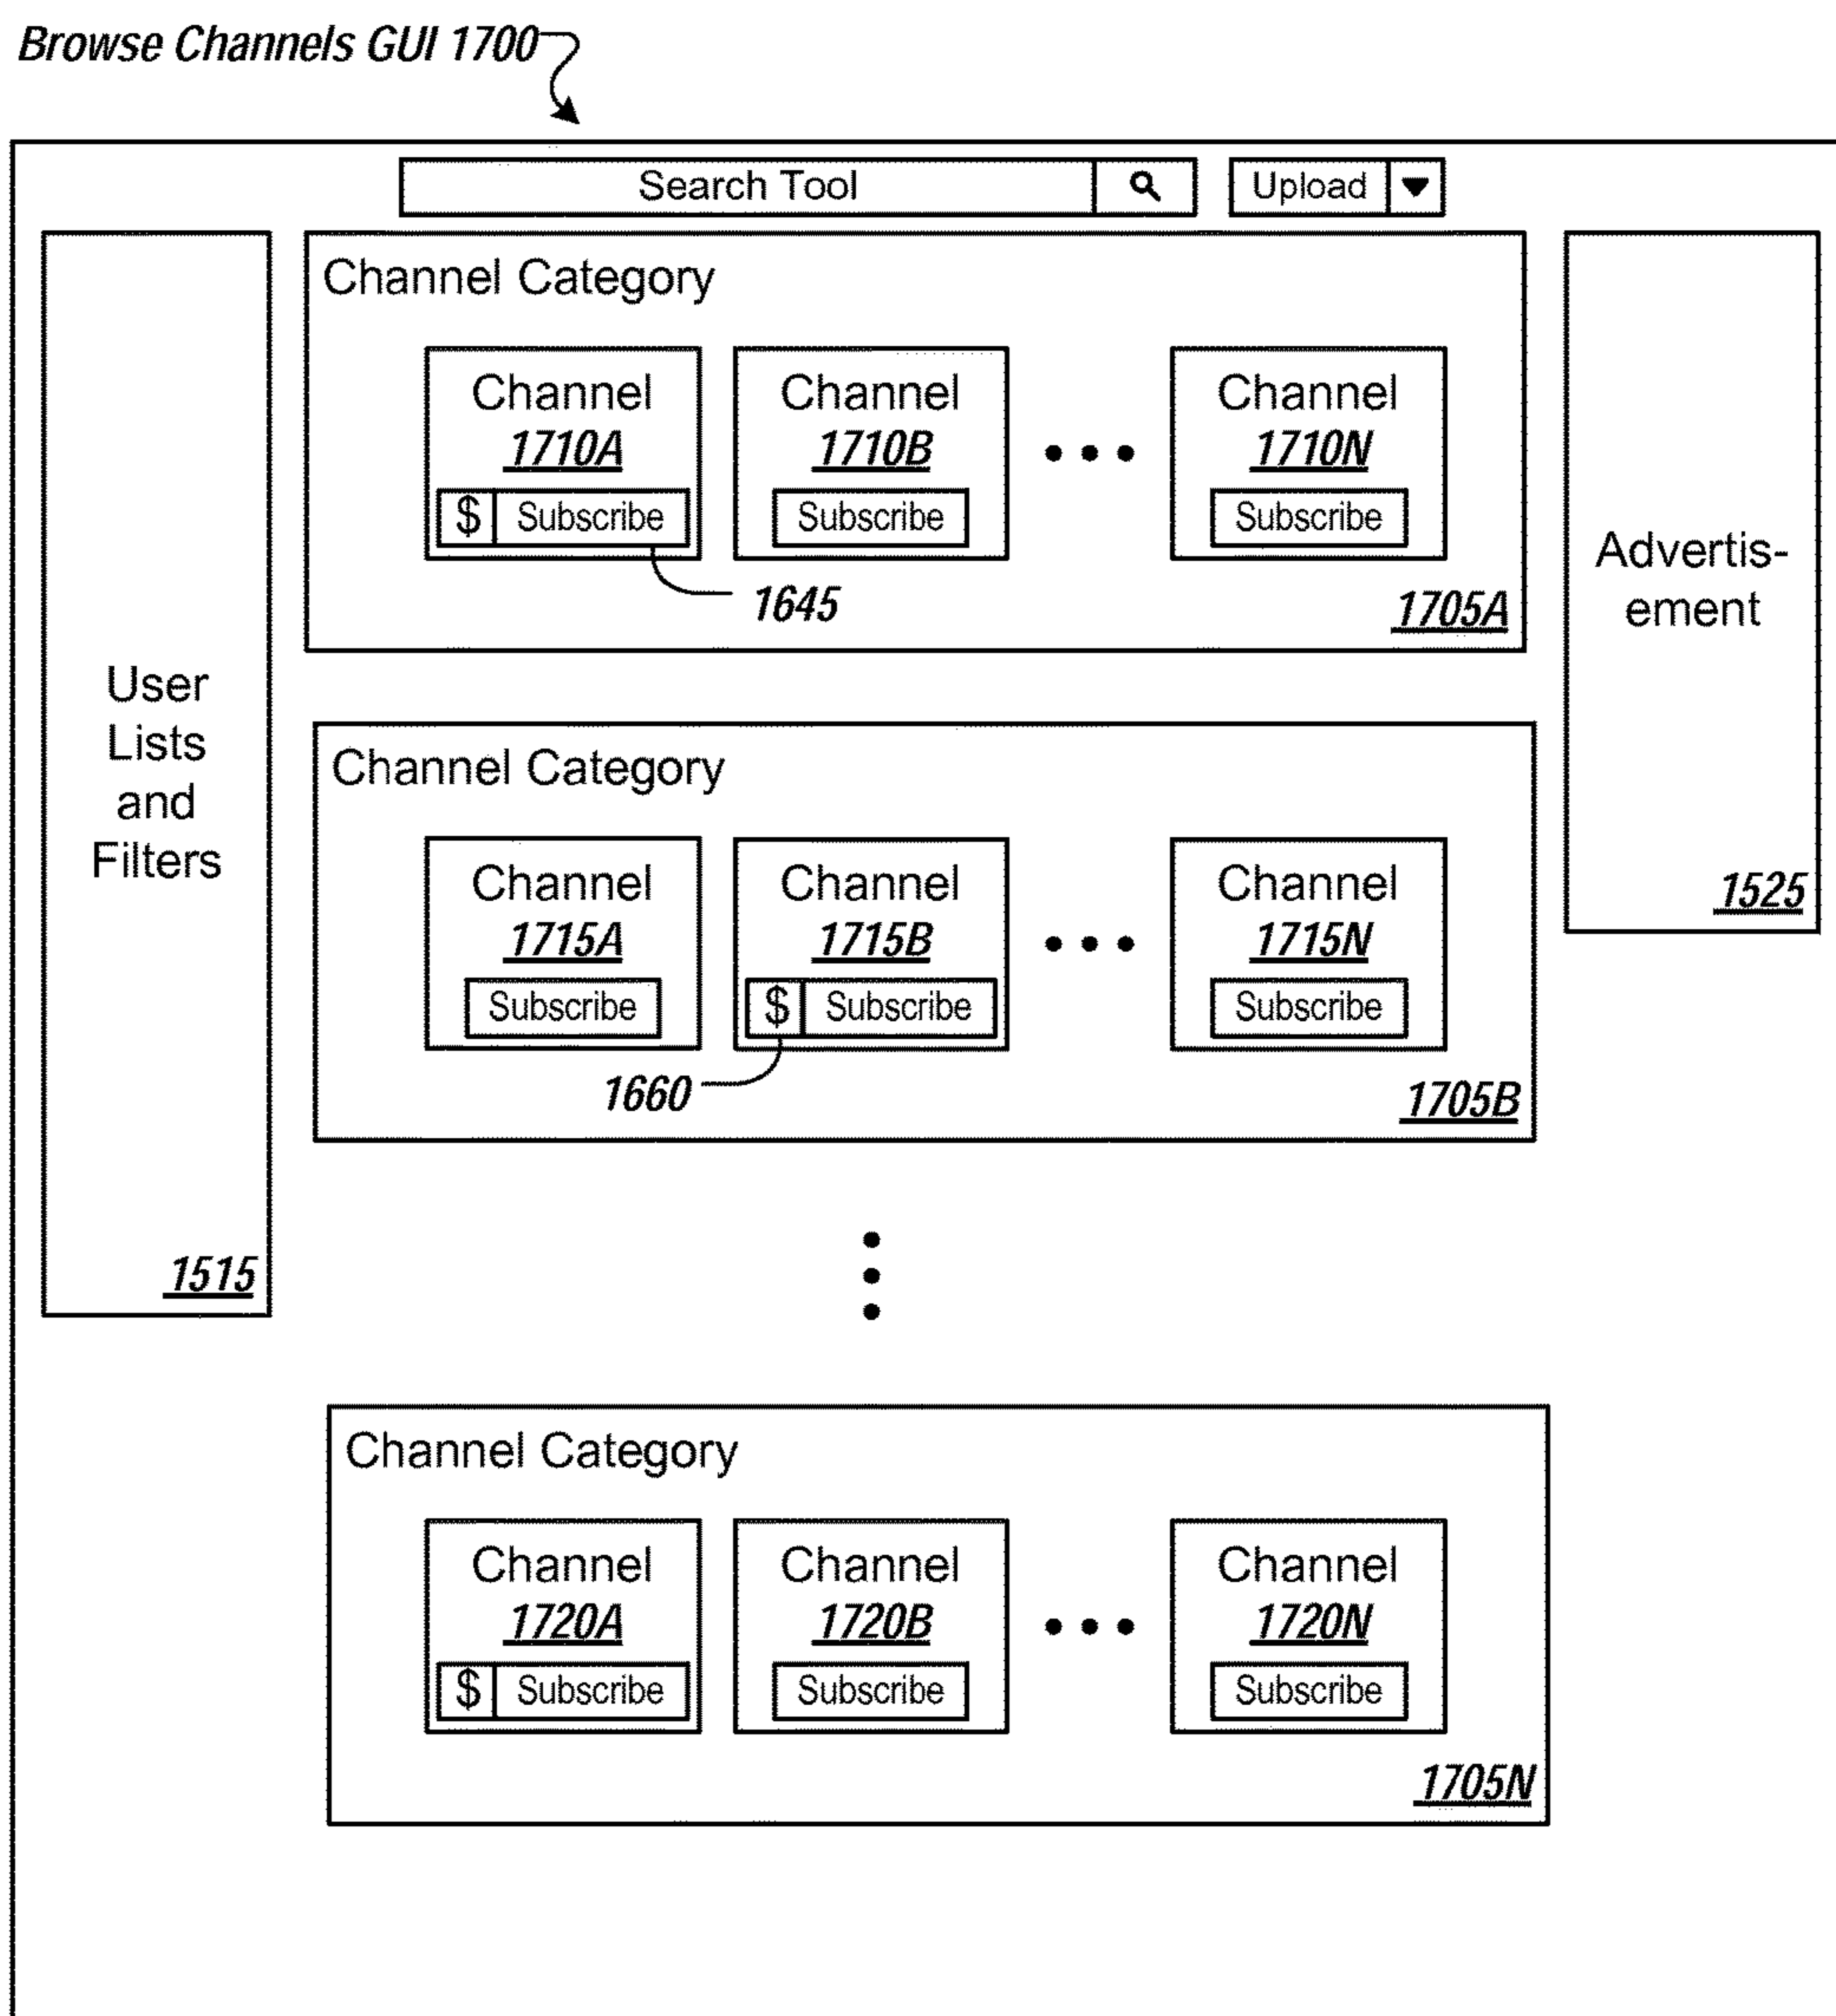 Browse Channels GUI 1700
Search Tool
Upload
User
Lists
and
Filters
1515
Channel Category
Channel
1710A
$ Subscribe
Channel
1710B
Subscribe
Channel
1710N
Subscribe
1645
1705A
Advertis-
ement
1525
Channel Category
Channel
1715A
Subscribe
Channel
1715B
$ Subscribe
Channel
1715N
Subscribe
1660
1705B
Channel Category
Channel
1720A
$ Subscribe
Channel
1720B
Subscribe
Channel
1720N
Subscribe
1705N